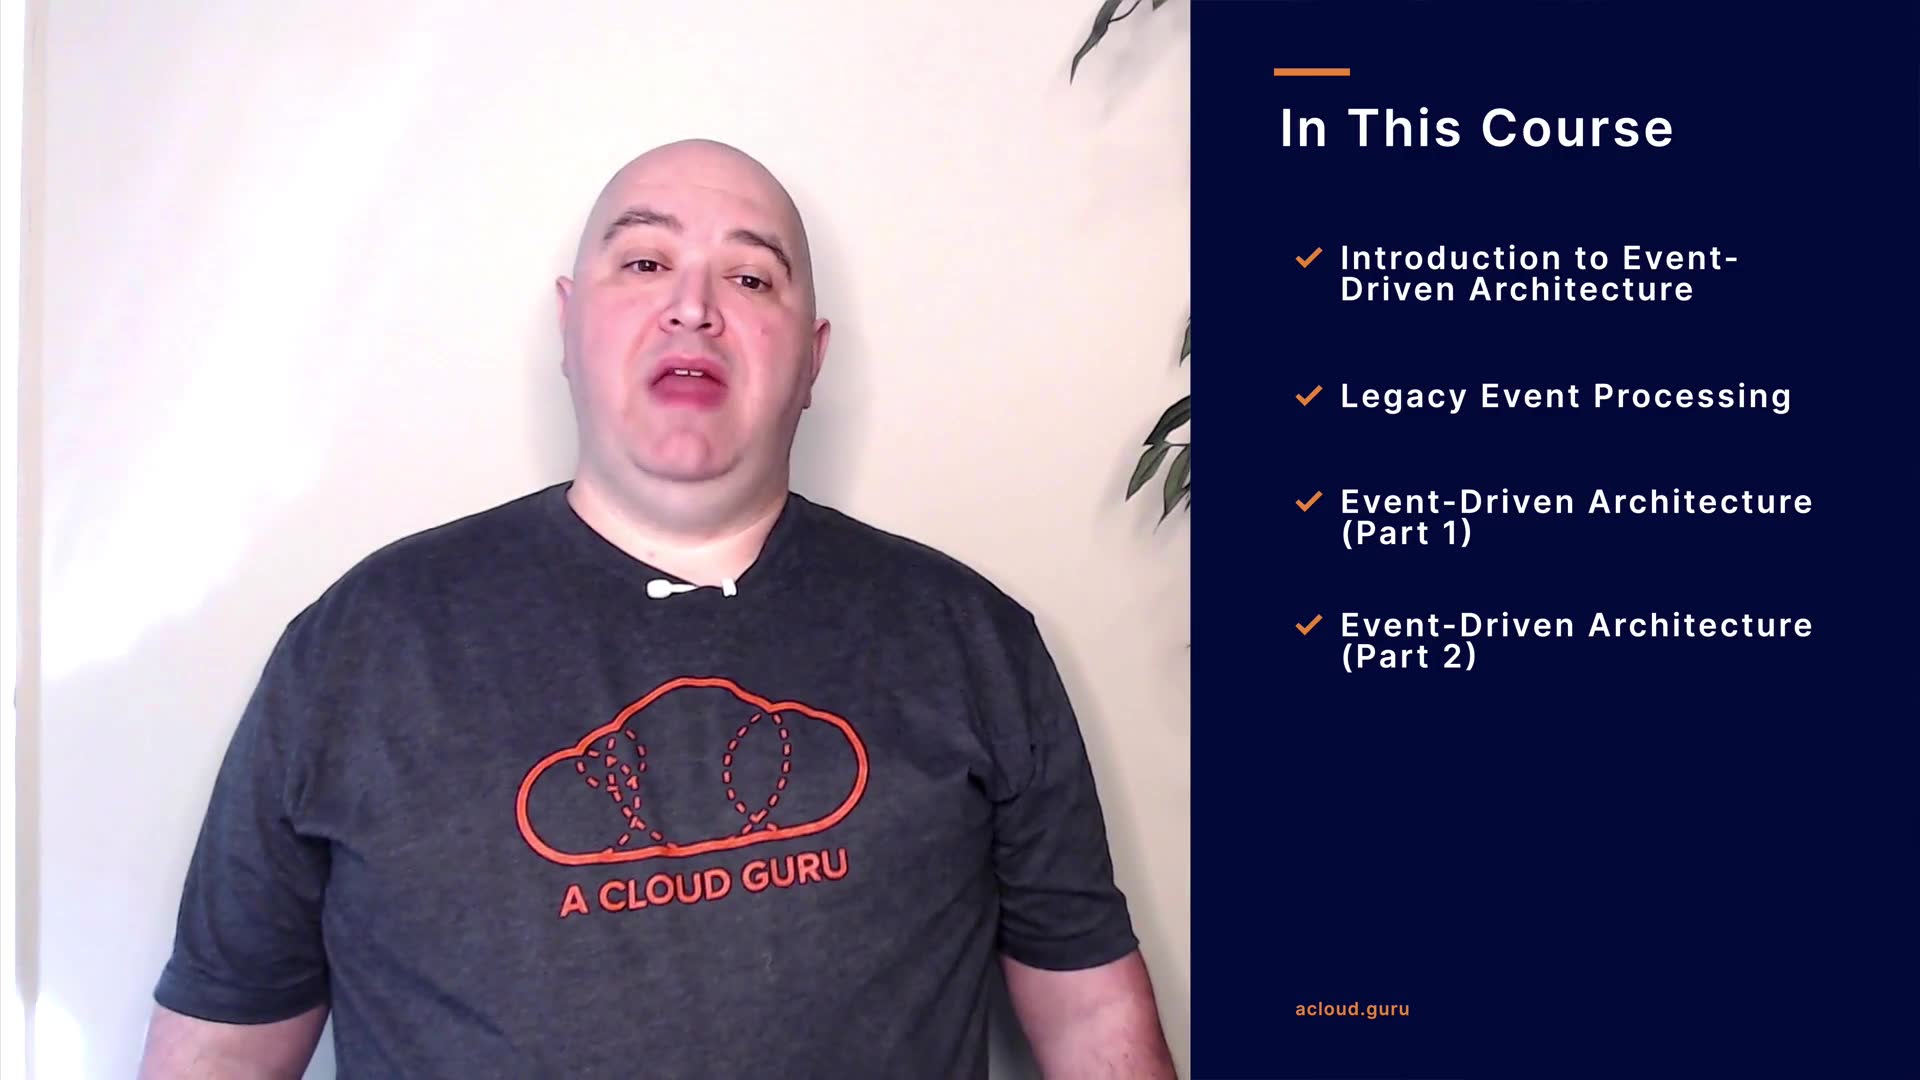 In This Course
Introduction to Event-
Driven Architecture
Legacy Event Processing
Event-Driven Architecture
(Part 1)
Event-Driven Architecture
(Part 2)
acloud.guru
A CLOUD GURU